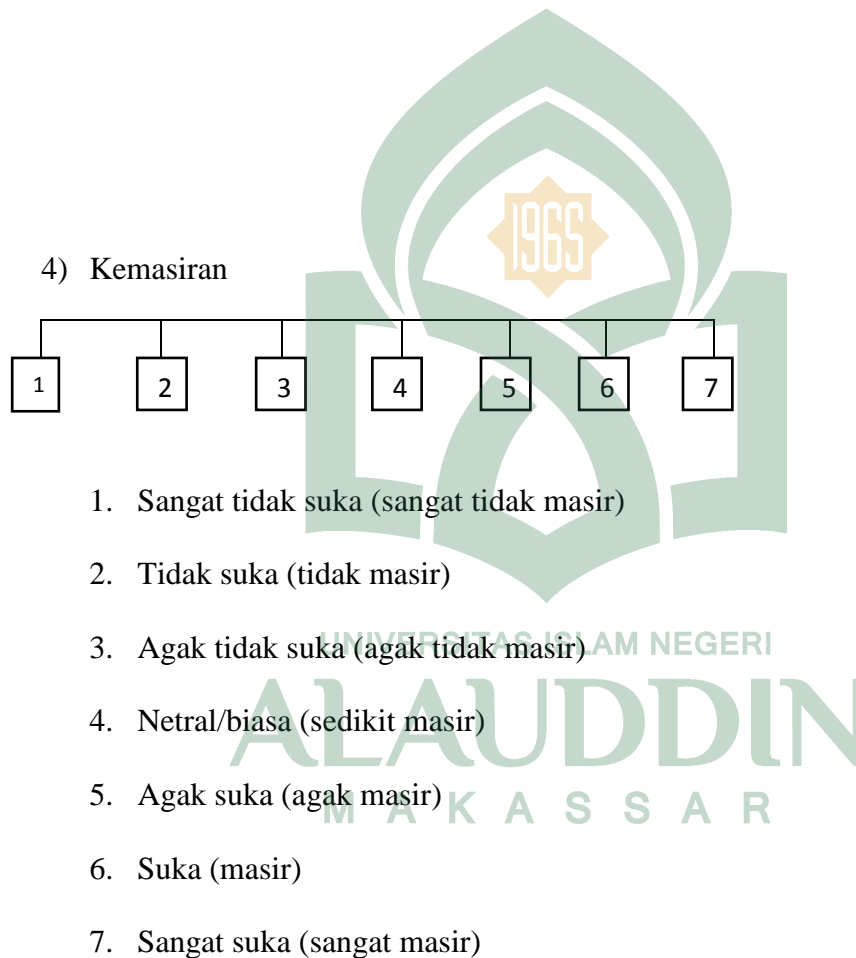 1965
4) Kemasiran
1 2 3 4 5 6 7
1. Sangat tidak suka (sangat tidak masir)
2. Tidak suka (tidak masir)
UNIVERSITAS ISLAM NEGERI
3. Agak tidak suka (agak tidak masir)
ALAUDDIN
4. Netral/biasa (sedikit masir)
5. Agak suka (agak masir)
MAKASSAR
6. Suka (masir)
7. Sangat suka (sangat masir)